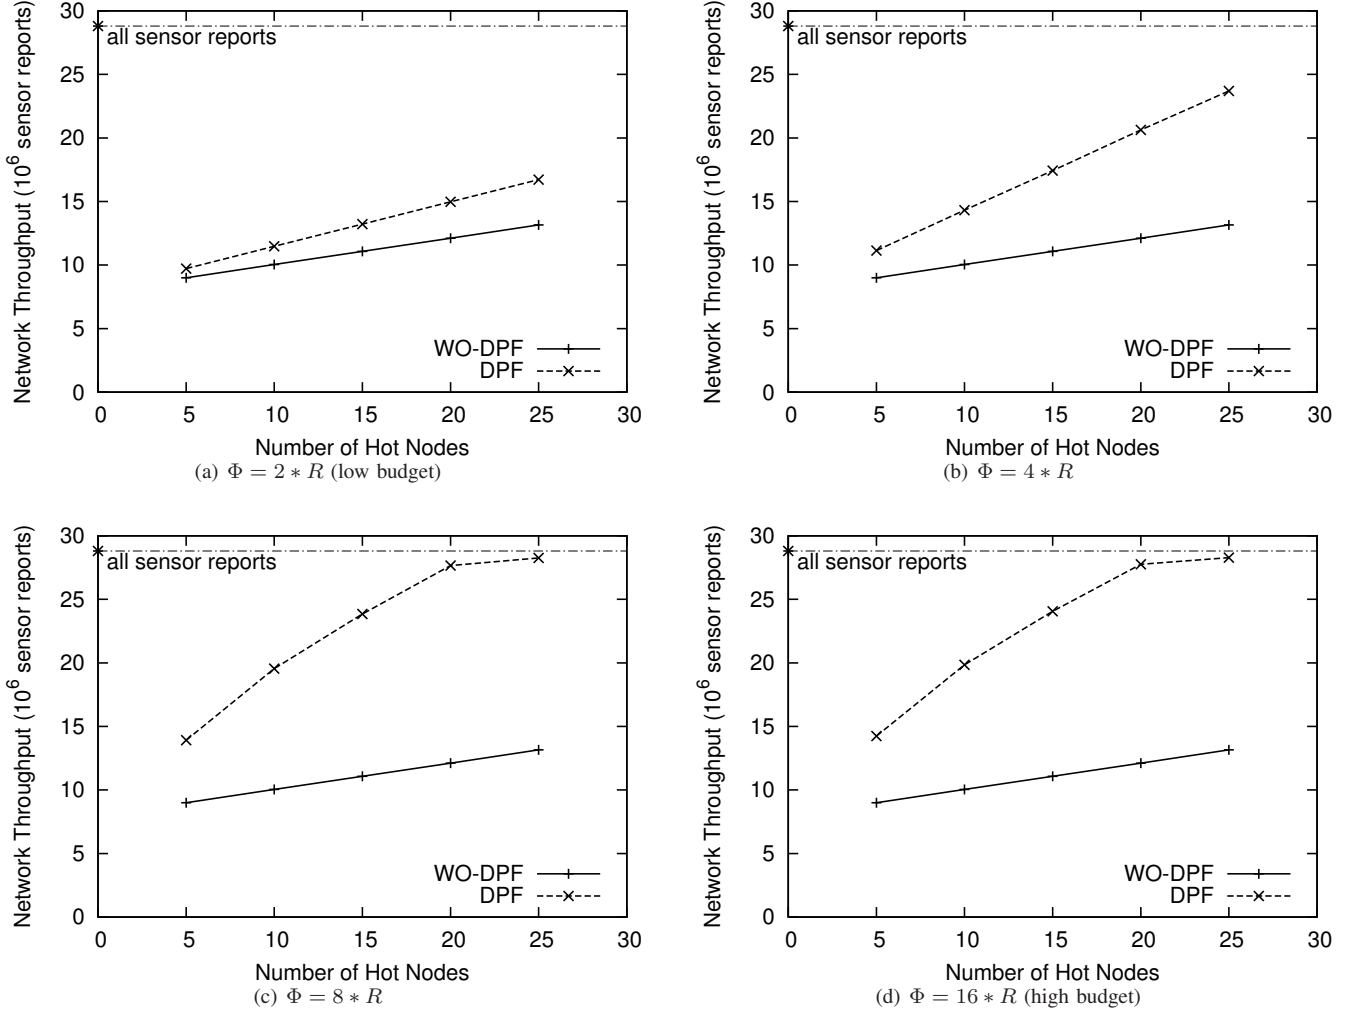 30
25
20
15
10
5
0
0 5 10 15 20 25 30
Network Throughput (10^6 sensor reports)
all sensor reports
WO-DPF
DPF
Number of Hot Nodes
(a) Φ = 2 ∗ R (low budget)
30
25
20
15
10
5
0
0 5 10 15 20 25 30
Network Throughput (10^6 sensor reports)
all sensor reports
WO-DPF
DPF
Number of Hot Nodes
(b) Φ = 4 ∗ R
30
25
20
15
10
5
0
0 5 10 15 20 25 30
Network Throughput (10^6 sensor reports)
all sensor reports
WO-DPF
DPF
Number of Hot Nodes
(c) Φ = 8 ∗ R
30
25
20
15
10
5
0
0 5 10 15 20 25 30
Network Throughput (10^6 sensor reports)
all sensor reports
WO-DPF
DPF
Number of Hot Nodes
(d) Φ = 16 ∗ R (high budget)